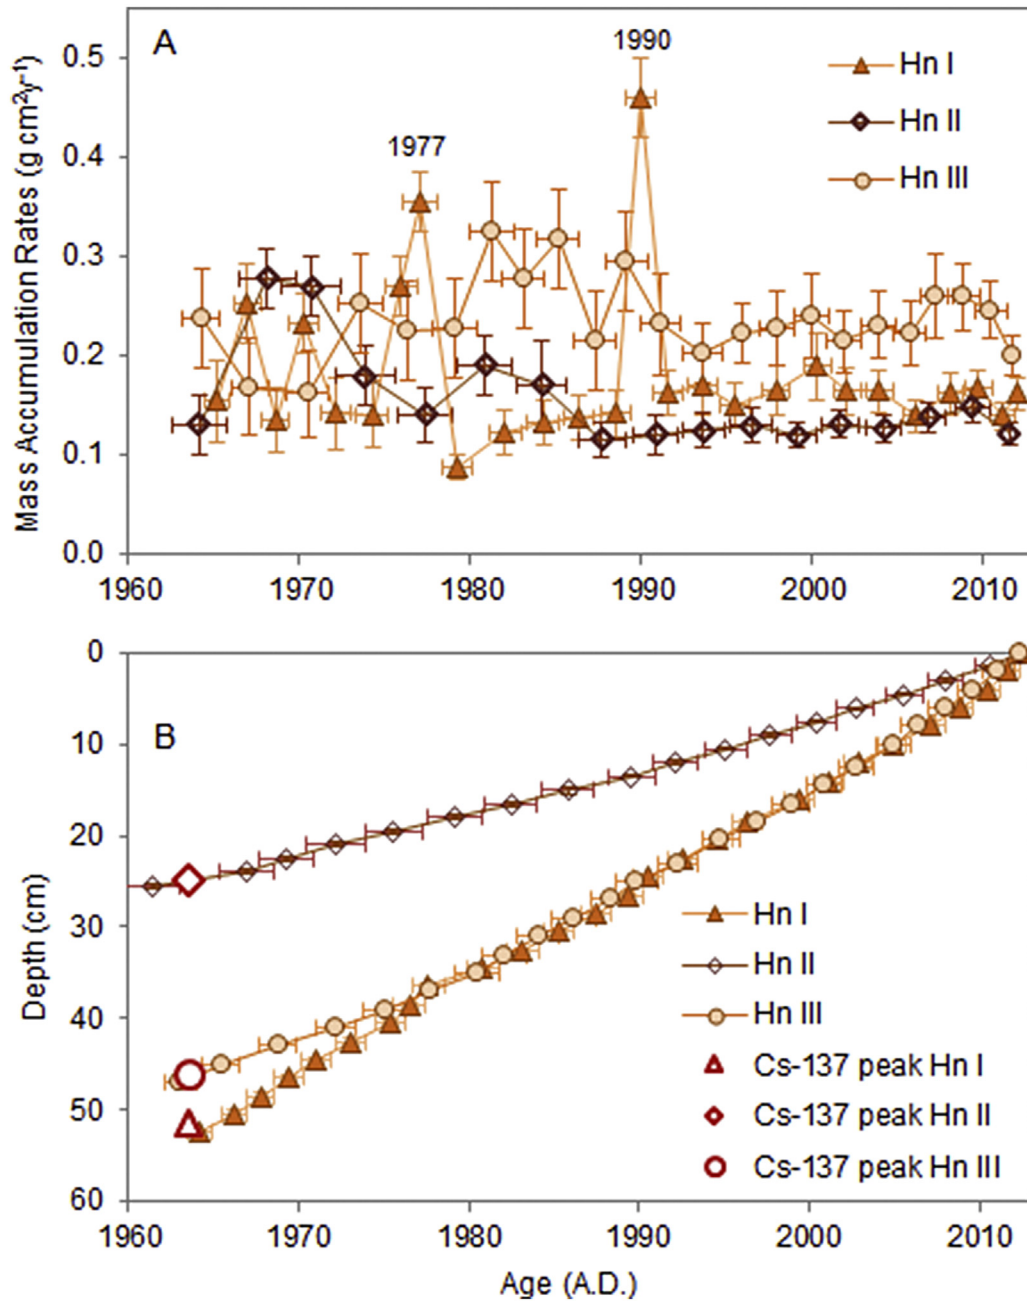 A
1977
1990
Hn I
Hn II
Hn III
Mass Accumulation Rates (g cm²y⁻¹)
0.5
0.4
0.3
0.2
0.1
0.0
1960 1970 1980 1990 2000 2010
B
Depth (cm)
0
10
20
30
40
50
60
Hn I
Hn II
Hn III
Cs-137 peak Hn I
Cs-137 peak Hn II
Cs-137 peak Hn III
1960 1970 1980 1990 2000 2010
Age (A.D.)